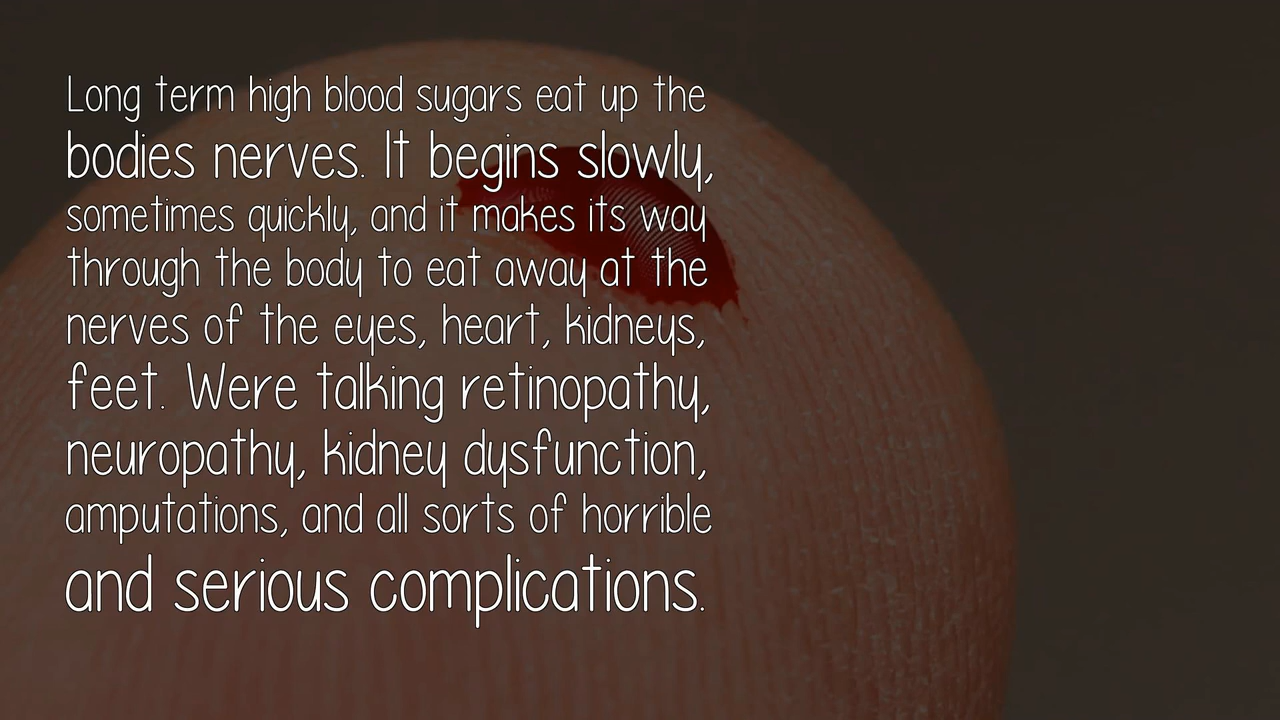 Long term high blood sugars eat up the
bodies nerves. It begins slowly,
sometimes quickly, and it makes its way
through the body to eat away at the
nerves of the eyes, heart, kidneys,
feet. Were talking retinopathy,
neuropathy, kidney dysfunction,
amputations, and all sorts of horrible
and serious complications.